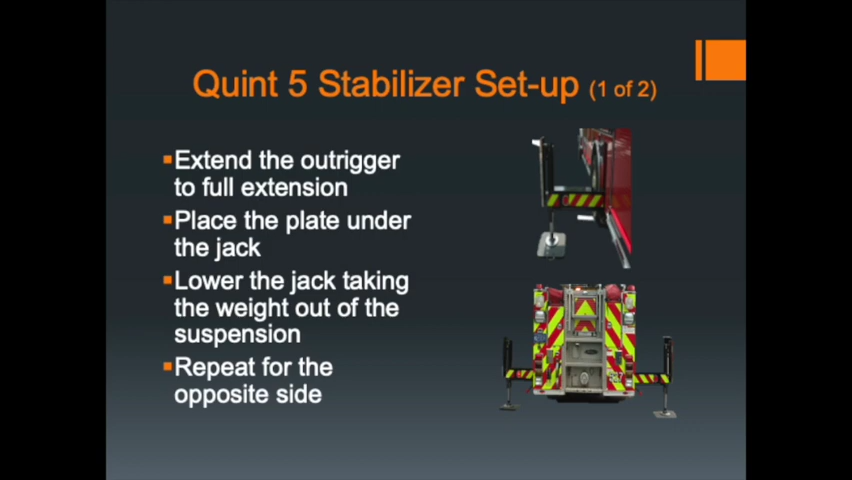 Quint 5 Stabilizer Set-up (1 of 2)
▪Extend the outrigger
to full extension
▪Place the plate under
the jack
▪Lower the jack taking
the weight out of the
suspension
▪Repeat for the
opposite side